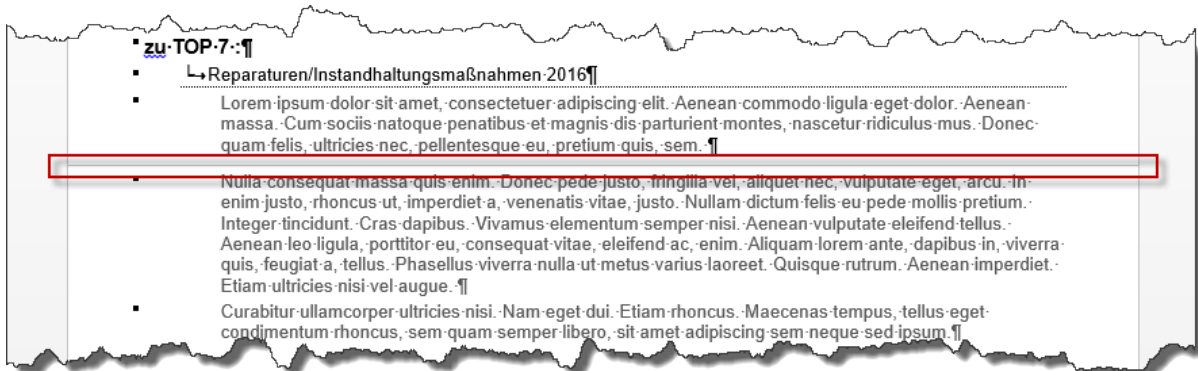 zu TOP 7 :¶
Reparaturen/Instandhaltungsmaßnahmen 2016¶
Lorem ipsum dolor sit amet, consectetuer adipiscing elit. Aenean commodo ligula eget dolor. Aenean
massa. Cum sociis natoque penatibus et magnis dis parturient montes, nascetur ridiculus mus. Donec
quam felis, ultricies nec, pellentesque eu, pretium quis, sem. ¶
Nulla consequat massa quis enim. Donec pede justo, fringilla vel, aliquet nec, vulputate eget, arcu. In
enim justo, rhoncus ut, imperdiet a, venenatis vitae, justo. Nullam dictum felis eu pede mollis pretium.
Integer tincidunt. Cras dapibus. Vivamus elementum semper nisi. Aenean vulputate eleifend tellus.
Aenean leo ligula, porttitor eu, consequat vitae, eleifend ac, enim. Aliquam lorem ante, dapibus in, viverra
quis, feugiat a, tellus. Phasellus viverra nulla ut metus varius laoreet. Quisque rutrum. Aenean imperdiet.
Etiam ultricies nisi vel augue. ¶
Curabitur ullamcorper ultricies nisi. Nam eget dui. Etiam rhoncus. Maecenas tempus, tellus eget
condimentum rhoncus, sem quam semper libero, sit amet adipiscing sem neque sed ipsum.¶